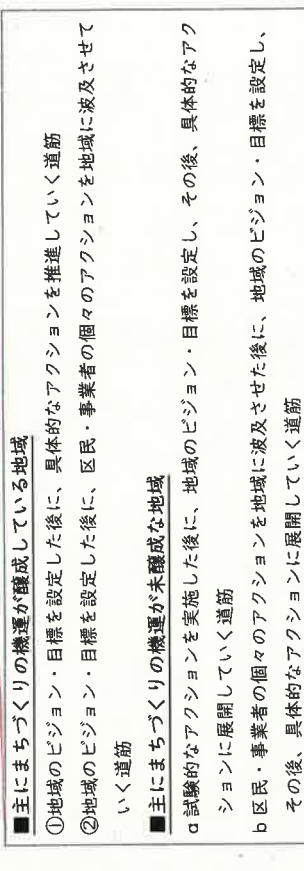 ■主にまちづくりの機運が醸成している地域
①地域のビジョン・目標を設定した後に、具体的なアクションを推進していく道筋
②地域のビジョン・目標を設定した後に、区民・事業者の個々のアクションを地域に波及させて
いく道筋
■主にまちづくりの機運が未醸成な地域
a 試験的なアクションを実施した後に、地域のビジョン・目標を設定し、その後、具体的なアク
ションに展開していく道筋
b 区民・事業者の個々のアクションを地域に波及させた後に、地域のビジョン・目標を設定し、
その後、具体的なアクションに展開していく道筋